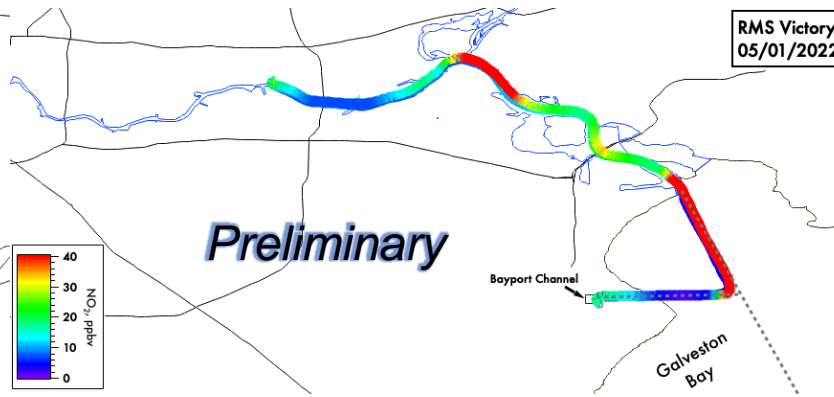 RMS Victory
05/01/2022
Preliminary
Bayport Channel
40
30
20
10
0
NO₂, ppbv
Galveston
Bay